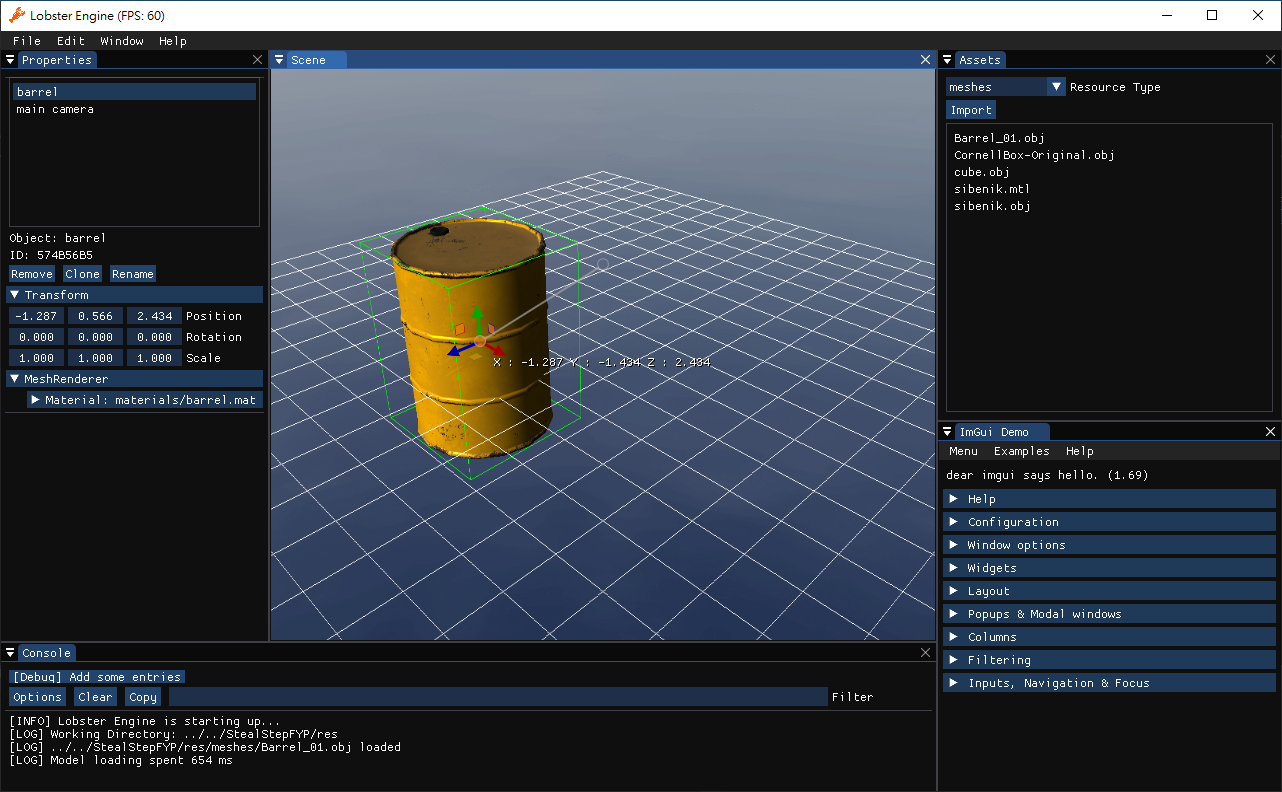 Lobster Engine (FPS: 60)
File Edit Window Help
Properties
barrel
main camera
Object: barrel
ID: 574B56B5
Remove Clone Rename
Transform
-1.287 0.566 2.434 Position
0.000 0.000 0.000 Rotation
1.000 1.000 1.000 Scale
MeshRenderer
Material: materials/barrel.mat
Scene
X : -1.287 Y : -1.434 Z : 2.434
Assets
meshes Resource Type
Import
Barrel_01.obj
CornellBox-Original.obj
cube.obj
sibenik.mtl
sibenik.obj
ImGui Demo
Menu Examples Help
dear imgui says hello. (1.69)
Help
Configuration
Window options
Widgets
Layout
Popups & Modal windows
Columns
Filtering
Inputs, Navigation & Focus
Console
[Debug] Add some entries
Options Clear Copy Filter
[INFO] Lobster Engine is starting up...
[LOG] Working Directory: ../../StealStepFYP/res
[LOG] ../../StealStepFYP/res/meshes/Barrel_01.obj loaded
[LOG] Model loading spent 654 ms